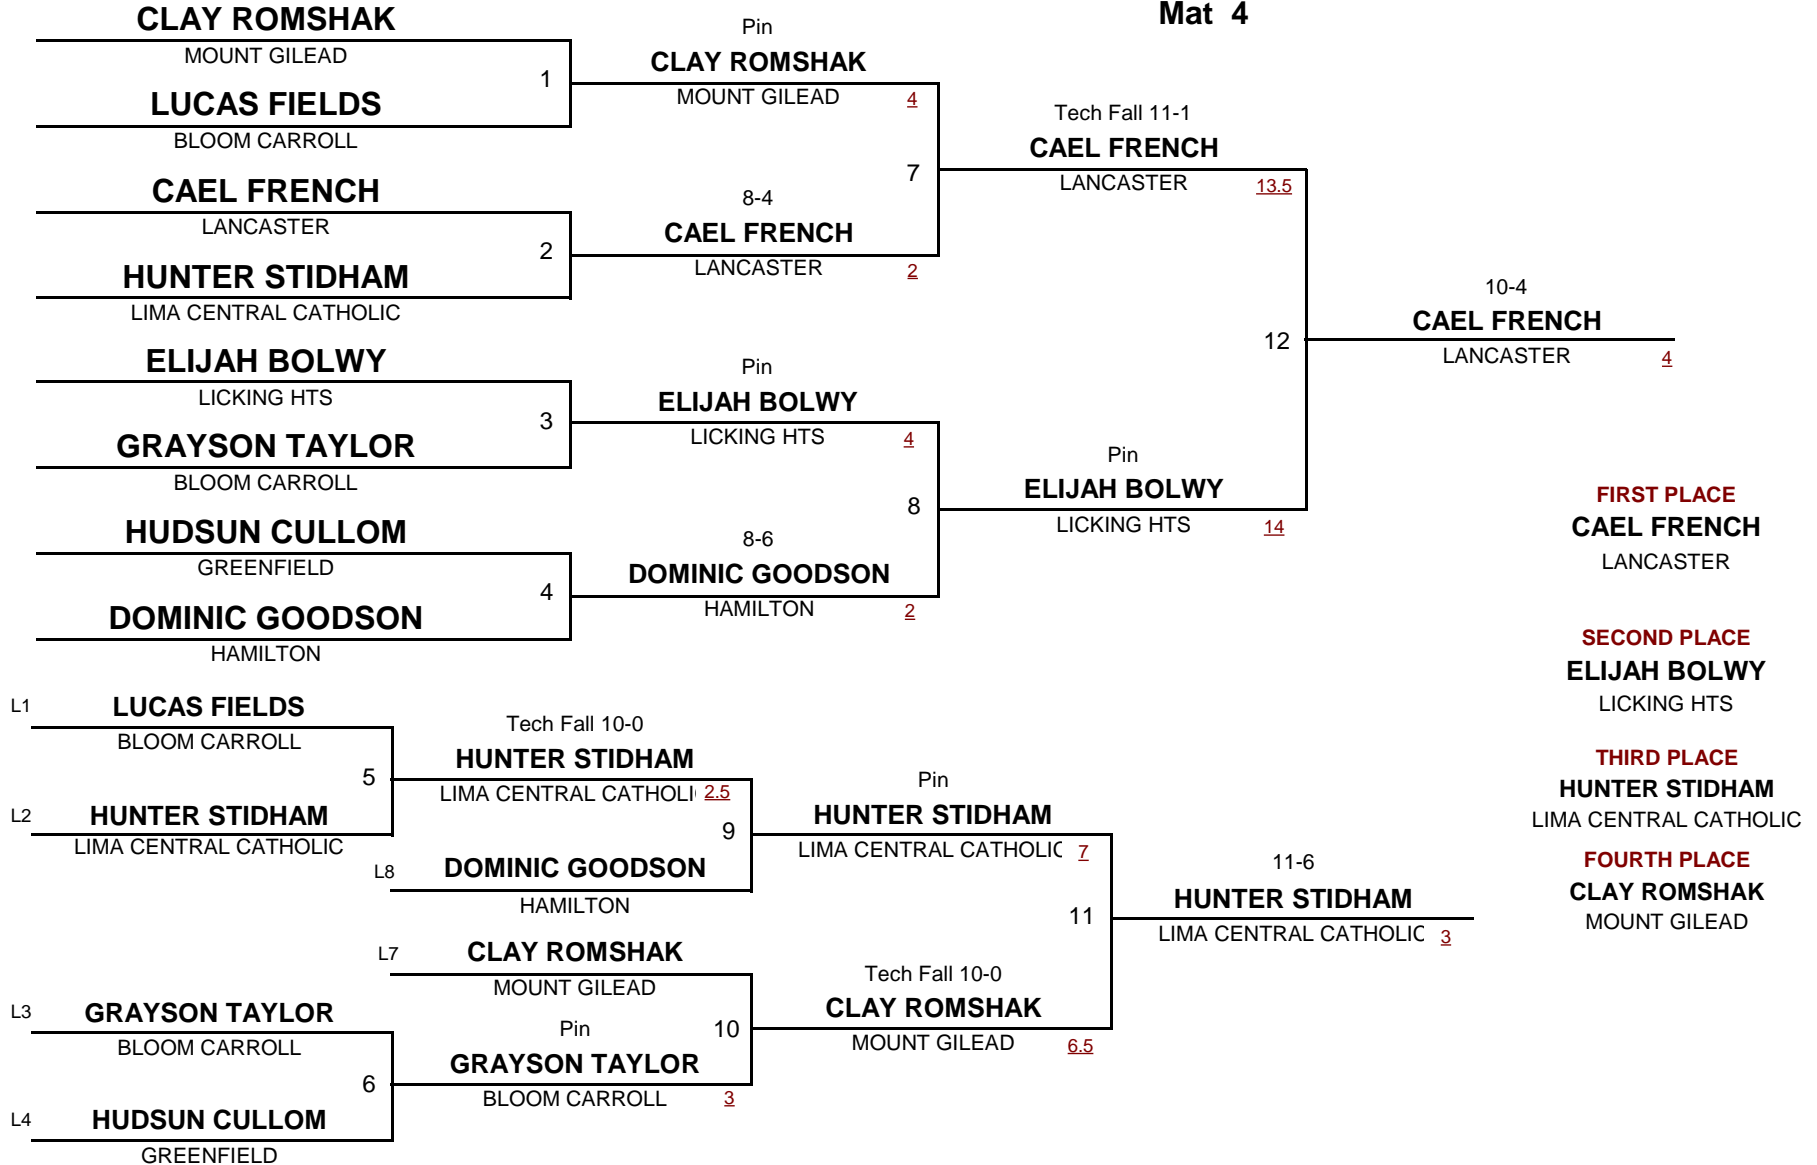 Mat 4
CLAY ROMSHAK
MOUNT GILEAD
1
LUCAS FIELDS
BLOOM CARROLL
CAEL FRENCH
LANCASTER
2
HUNTER STIDHAM
LIMA CENTRAL CATHOLIC
ELIJAH BOLWY
LICKING HTS
3
GRAYSON TAYLOR
BLOOM CARROLL
HUDSUN CULLOM
GREENFIELD
4
DOMINIC GOODSON
HAMILTON
Pin
CLAY ROMSHAK
MOUNT GILEAD 4
7
8-4
CAEL FRENCH
LANCASTER 2
Pin
ELIJAH BOLWY
LICKING HTS 4
8
8-6
DOMINIC GOODSON
HAMILTON 2
Tech Fall 11-1
CAEL FRENCH
LANCASTER 13.5
12
Pin
ELIJAH BOLWY
LICKING HTS 14
10-4
CAEL FRENCH
LANCASTER 4
FIRST PLACE
CAEL FRENCH
LANCASTER
SECOND PLACE
ELIJAH BOLWY
LICKING HTS
THIRD PLACE
HUNTER STIDHAM
LIMA CENTRAL CATHOLIC
FOURTH PLACE
CLAY ROMSHAK
MOUNT GILEAD
L1 LUCAS FIELDS
BLOOM CARROLL
5
L2 HUNTER STIDHAM
LIMA CENTRAL CATHOLIC
Tech Fall 10-0
HUNTER STIDHAM
LIMA CENTRAL CATHOLI 2.5
9
L8 DOMINIC GOODSON
HAMILTON
L7 CLAY ROMSHAK
MOUNT GILEAD
10
L3 GRAYSON TAYLOR
BLOOM CARROLL
6
L4 HUDSUN CULLOM
GREENFIELD
Pin
GRAYSON TAYLOR
BLOOM CARROLL 3
Pin
HUNTER STIDHAM
LIMA CENTRAL CATHOLIC 7
11
Tech Fall 10-0
CLAY ROMSHAK
MOUNT GILEAD 6.5
11-6
HUNTER STIDHAM
LIMA CENTRAL CATHOLIC 3